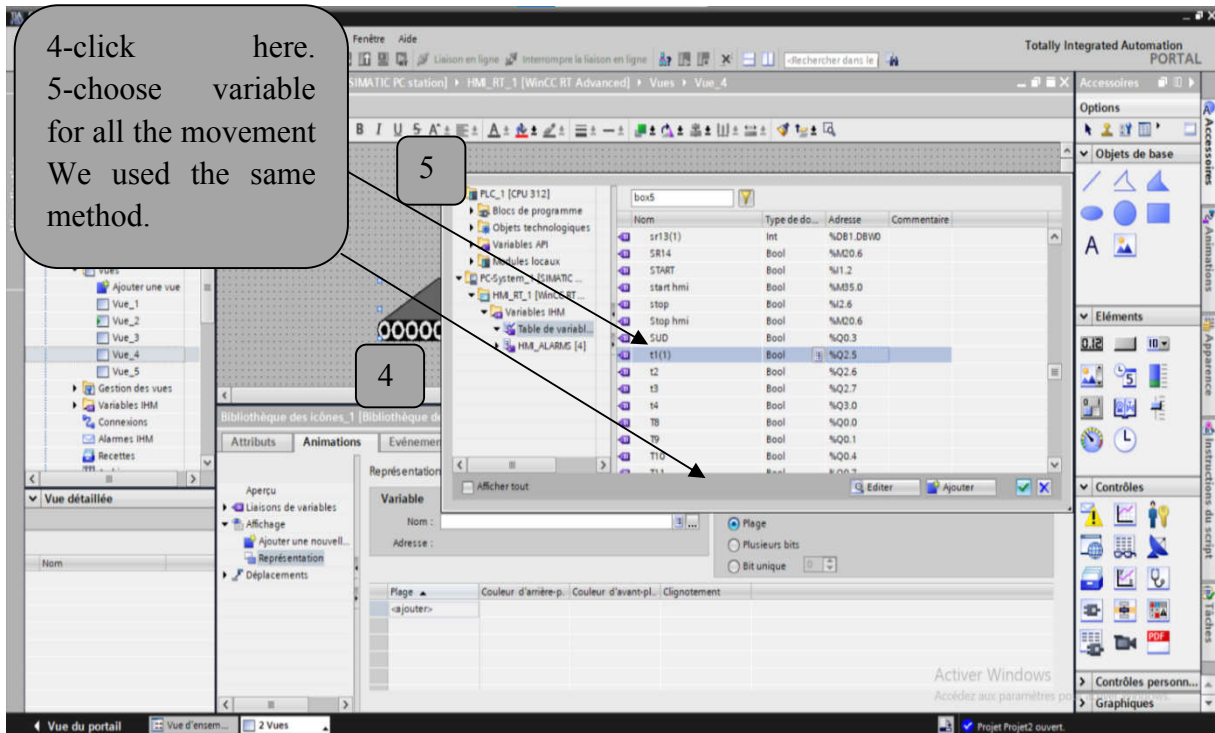 4-click here.
5-choose variable
for all the movement
We used the same
method.
5
4
Fenêtre Aide
Liaison en ligne Interrompre la liaison en ligne <Rechercher dans le
Totally Integrated Automation
PORTAL
HMI_RT_1 [WinCC RT Advanced] Vues Vue_4
Vues
Ajouter une vue
Vue_1
Vue_2
Vue_3
Vue_4
Vue_5
Gestion des vues
Variables IHM
Connexions
Alarmes IHM
Recettes
Vue détaillée
Nom
PLC_1 [CPU 312]
Blocs de programme
Objets technologiques
Variables API
Modules locaux
PC-System_1 [SIMATIC ...
HMI_RT_1 [WinCC RT ...
Variables IHM
Table de variabl...
HMI_ALARMS [4]
box5
Nom Type de do... Adresse Commentaire
sr13(1) Int %DB1.DBW0
SR14 Bool %M20.6
START Bool %I1.2
start hmi Bool %M35.0
stop Bool %I2.6
Stop hmi Bool %M20.6
SUD Bool %Q0.3
t1(1) Bool %Q2.5
t2 Bool %Q2.6
t3 Bool %Q2.7
t4 Bool %Q3.0
T8 Bool %Q0.0
T9 Bool %Q0.1
T10 Bool %Q0.4
Afficher tout Editer Ajouter
Bibliothèque des icônes_1
Attributs Animations
Aperçu
Liaisons de variables
Affichage
Ajouter une nouvell...
Représentation
Déplacements
Représentation
Variable
Nom :
Adresse :
Plage
Plusieurs bits
Bit unique 0
Plage Couleur d'arrière-p. Couleur d'avant-pl.. Clignotement
<ajouter>
Accessoires
Options
Objets de base
A
Eléments
Contrôles
PDF
Contrôles personn...
Graphiques
Accessoires
Animations
Apparence
Instructions du script
Tâches
Activer Windows
Vue du portail Vue d'ensem... 2 Vues
Projet Projet2 ouvert.